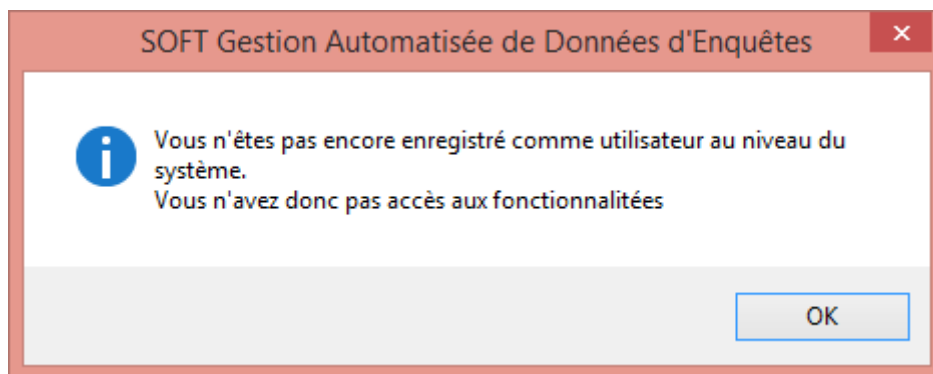 SOFT Gestion Automatisée de Données d'Enquêtes
Vous n'êtes pas encore enregistré comme utilisateur au niveau du
système.
Vous n'avez donc pas accès aux fonctionnalitées
OK